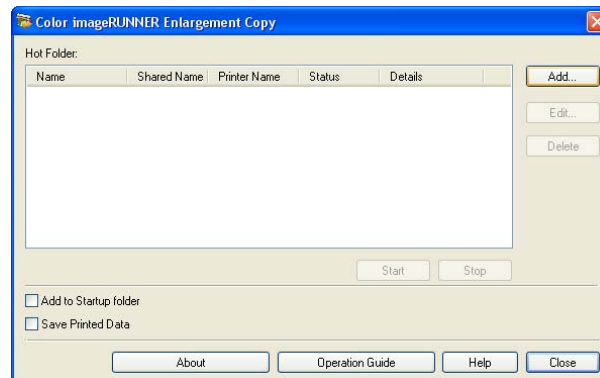 Color imageRUNNER Enlargement Copy
Hot Folder:
Name Shared Name Printer Name Status Details
Add...
Edit...
Delete
Start Stop
Add to Startup folder
Save Printed Data
About Operation Guide Help Close